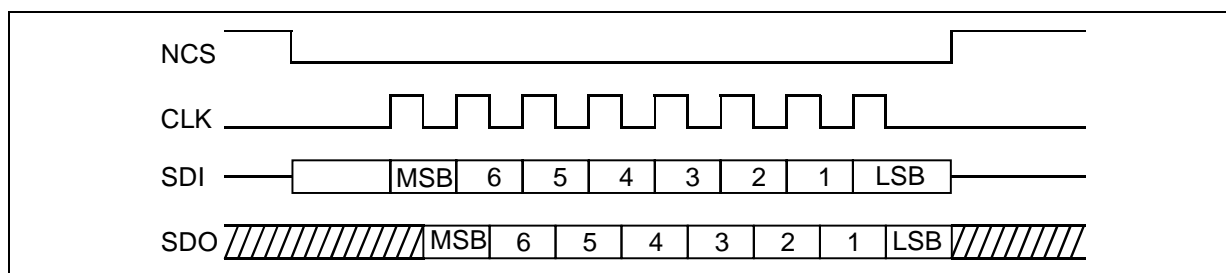 NCS
CLK
SDI MSB 6 5 4 3 2 1 LSB
SDO MSB 6 5 4 3 2 1 LSB